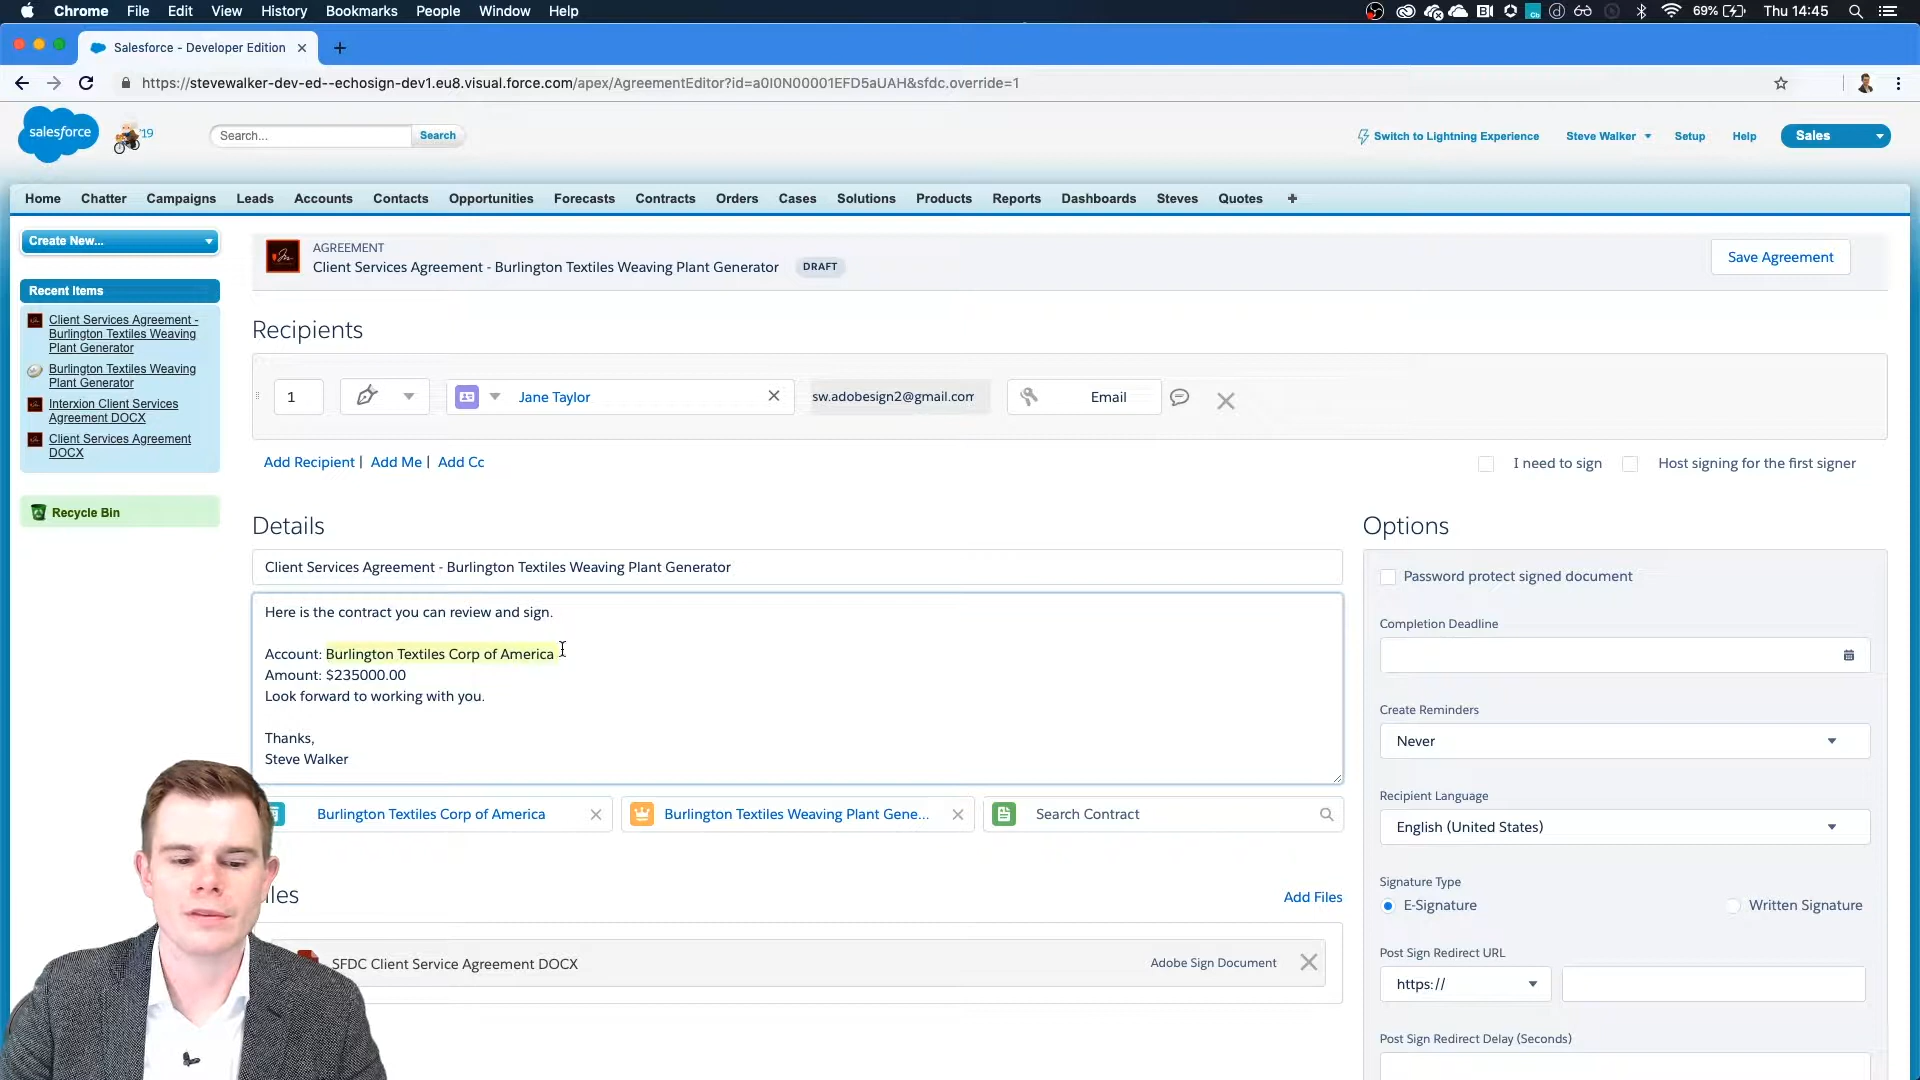 Chrome File Edit View History Bookmarks People Window Help
69% Thu 14:45
Salesforce - Developer Edition
https://stevewalker-dev-ed--echosign-dev1.eu8.visual.force.com/apex/AgreementEditor?id=a0I0N00001EFD5aUAH&sfdc.override=1
salesforce
'19
Search...
Search
Switch to Lightning Experience
Steve Walker
Setup
Help
Sales
Home Chatter Campaigns Leads Accounts Contacts Opportunities Forecasts Contracts Orders Cases Solutions Products Reports Dashboards Steves Quotes +
Create New...
Recent Items
Client Services Agreement -
Burlington Textiles Weaving
Plant Generator
Burlington Textiles Weaving
Plant Generator
Interxion Client Services
Agreement DOCX
Client Services Agreement
DOCX
Recycle Bin
AGREEMENT
Client Services Agreement - Burlington Textiles Weaving Plant Generator DRAFT
Save Agreement
Recipients
1 Jane Taylor sw.adobesign2@gmail.com Email
Add Recipient | Add Me | Add Cc
I need to sign Host signing for the first signer
Details
Client Services Agreement - Burlington Textiles Weaving Plant Generator
Here is the contract you can review and sign.
Account: Burlington Textiles Corp of America
Amount: $235000.00
Look forward to working with you.
Thanks,
Steve Walker
Burlington Textiles Corp of America
Burlington Textiles Weaving Plant Gene...
Search Contract
Add Files
SFDC Client Service Agreement DOCX
Adobe Sign Document
Options
Password protect signed document
Completion Deadline
Create Reminders
Never
Recipient Language
English (United States)
Signature Type
E-Signature Written Signature
Post Sign Redirect URL
https://
Post Sign Redirect Delay (Seconds)